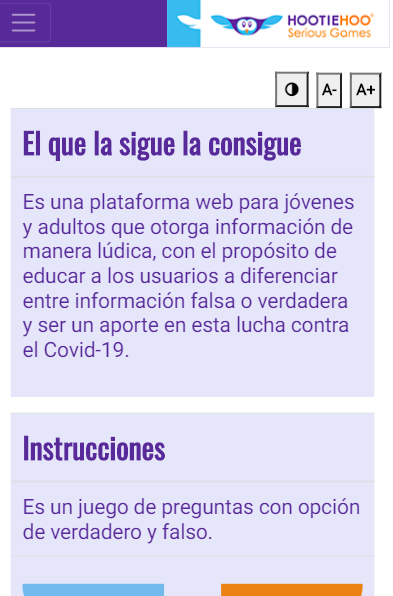 HOOTIEHOO®
Serious Games
A- A+
El que la sigue la consigue
Es una plataforma web para jóvenes
y adultos que otorga información de
manera lúdica, con el propósito de
educar a los usuarios a diferenciar
entre información falsa o verdadera
y ser un aporte en esta lucha contra
el Covid-19.
Instrucciones
Es un juego de preguntas con opción
de verdadero y falso.